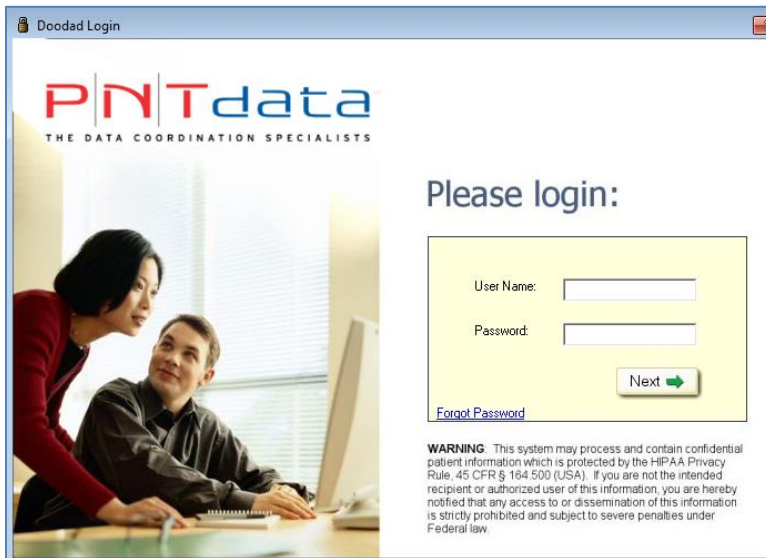 Doodad Login
PNTdata
THE DATA COORDINATION SPECIALISTS
Please login:
User Name:
Password:
Next
Forgot Password
WARNING: This system may process and contain confidential
patient information which is protected by the HIPAA Privacy
Rule, 45 CFR § 164.500 (USA). If you are not the intended
recipient or authorized user of this information, you are hereby
notified that any access to or dissemination of this information
is strictly prohibited and subject to severe penalties under
Federal law.